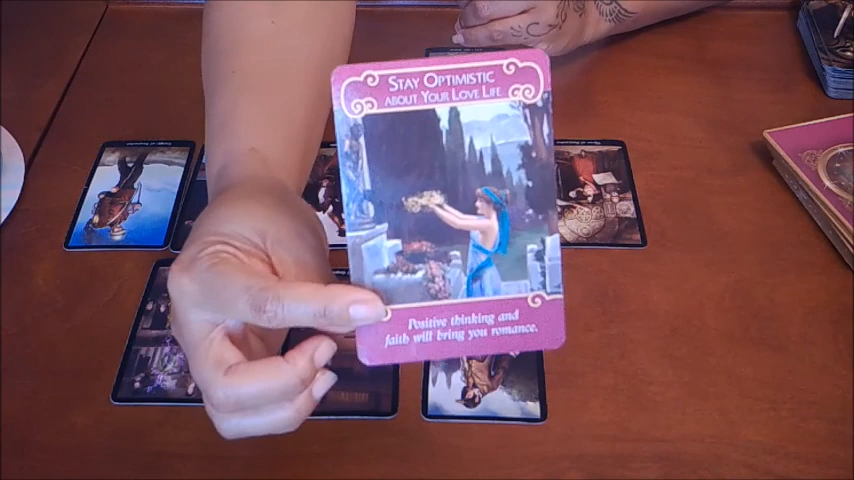 Stay Optimistic
about Your Love Life
Positive thinking and
faith will bring you romance.